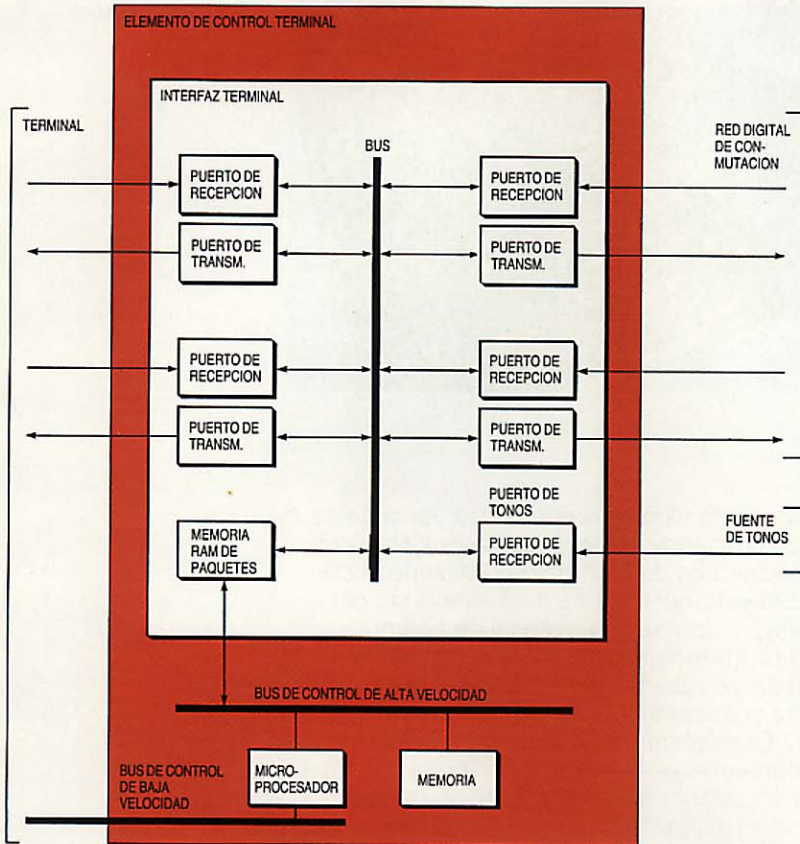 ELEMENTO DE CONTROL TERMINAL
INTERFAZ TERMINAL
TERMINAL
BUS
RED DIGITAL
DE CON-
MUTACION
PUERTO DE
RECEPCION
PUERTO DE
RECEPCION
PUERTO DE
TRANSM.
PUERTO DE
TRANSM.
PUERTO DE
RECEPCION
PUERTO DE
RECEPCION
PUERTO DE
TRANSM.
PUERTO DE
TRANSM.
PUERTO DE
TONOS
MEMORIA
RAM DE
PAQUETES
PUERTO DE
RECEPCION
FUENTE
DE TONOS
BUS DE CONTROL DE ALTA VELOCIDAD
BUS DE CONTROL
DE BAJA
VELOCIDAD
MICRO-
PROCESADOR
MEMORIA